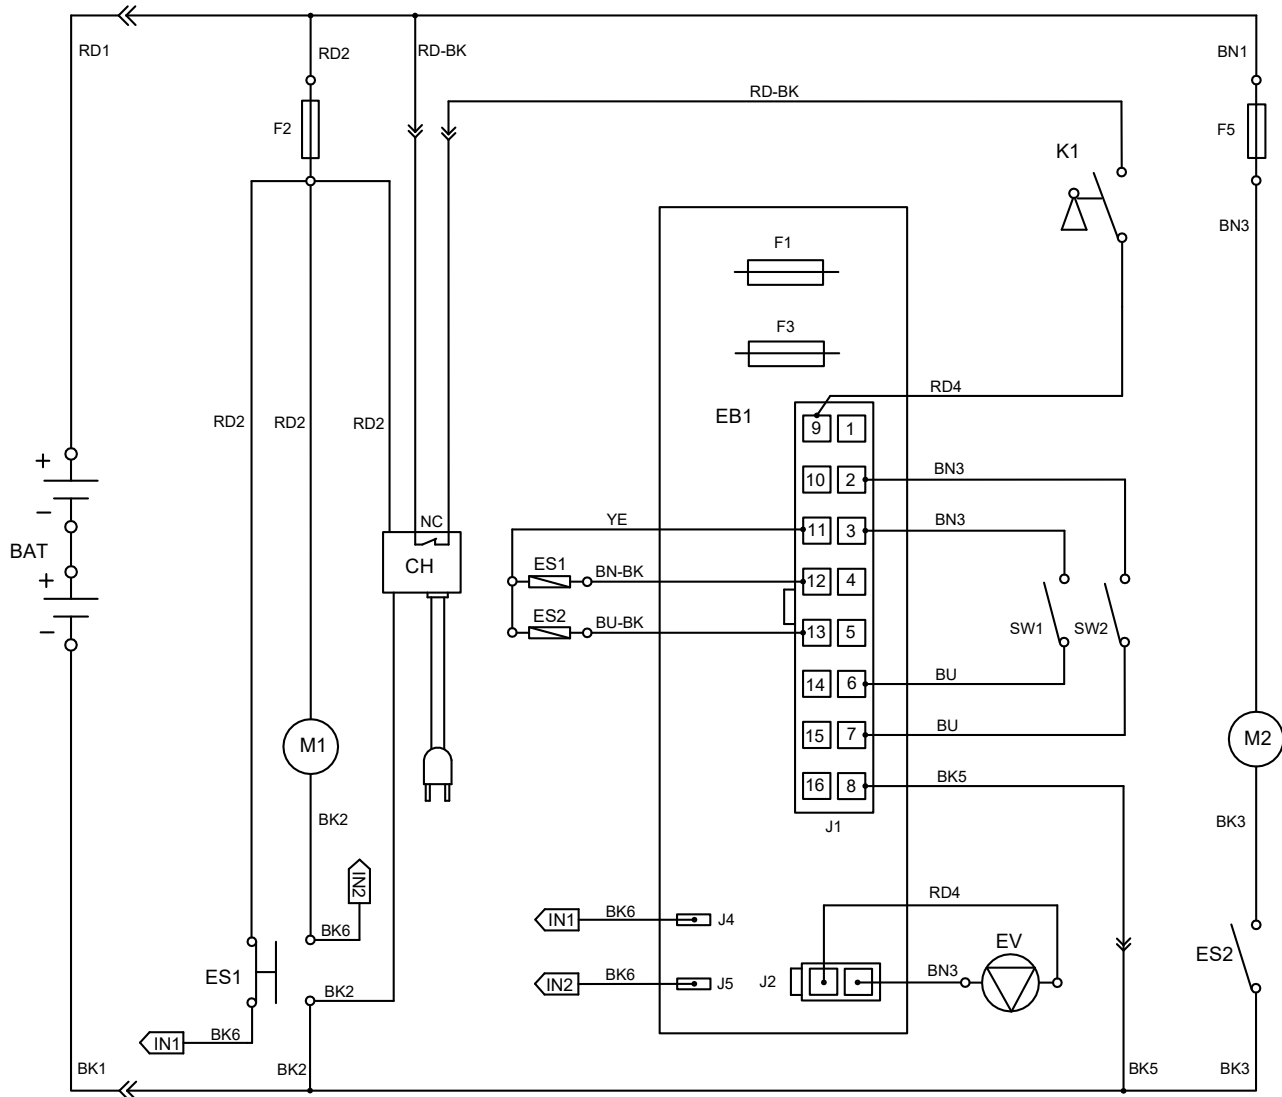 RD1
RD2
RD-BK
BN1
RD-BK
F2
F5
K1
BN3
F1
F3
RD4
EB1
RD2
RD2
RD2
9
1
+
10
2
BN3
−
YE
NC
11
3
BN3
BAT
CH
ES1
BN-BK
12
4
+
ES2
BU-BK
13
5
SW1
SW2
−
14
6
BU
15
7
BU
M1
M2
16
8
BK5
J1
BK2
BK3
IN2
RD4
IN1
BK6
J4
BK6
EV
ES1
ES2
BK6
BN3
IN2
J5
J2
BK2
IN1
BK6
BK1
BK2
BK5
BK3